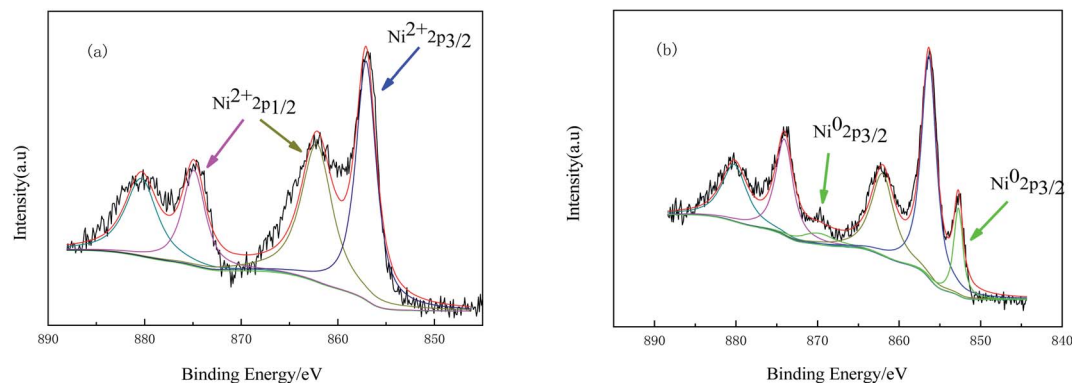 (a)
Ni2+2p3/2
Ni2+2p1/2
Intensity(a.u)
890 880 870 860 850
Binding Energy/eV
(b)
Ni02p3/2
Ni02p3/2
Intensity(a.u)
890 880 870 860 850 840
Binding Energy/eV